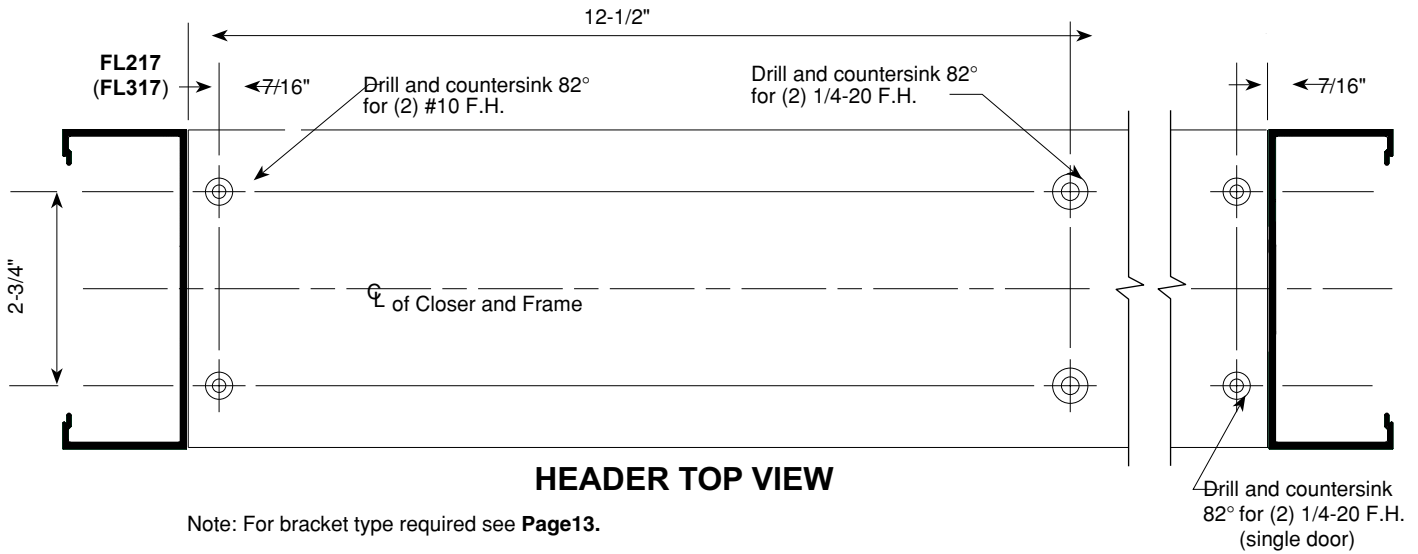 12-1/2"
FL217
(FL317)
7/16"
Drill and countersink 82°
for (2) #10 F.H.
Drill and countersink 82°
for (2) 1/4-20 F.H.
7/16"
2-3/4"
℄ of Closer and Frame
HEADER TOP VIEW
Drill and countersink
82° for (2) 1/4-20 F.H.
(single door)
Note: For bracket type required see Page13.